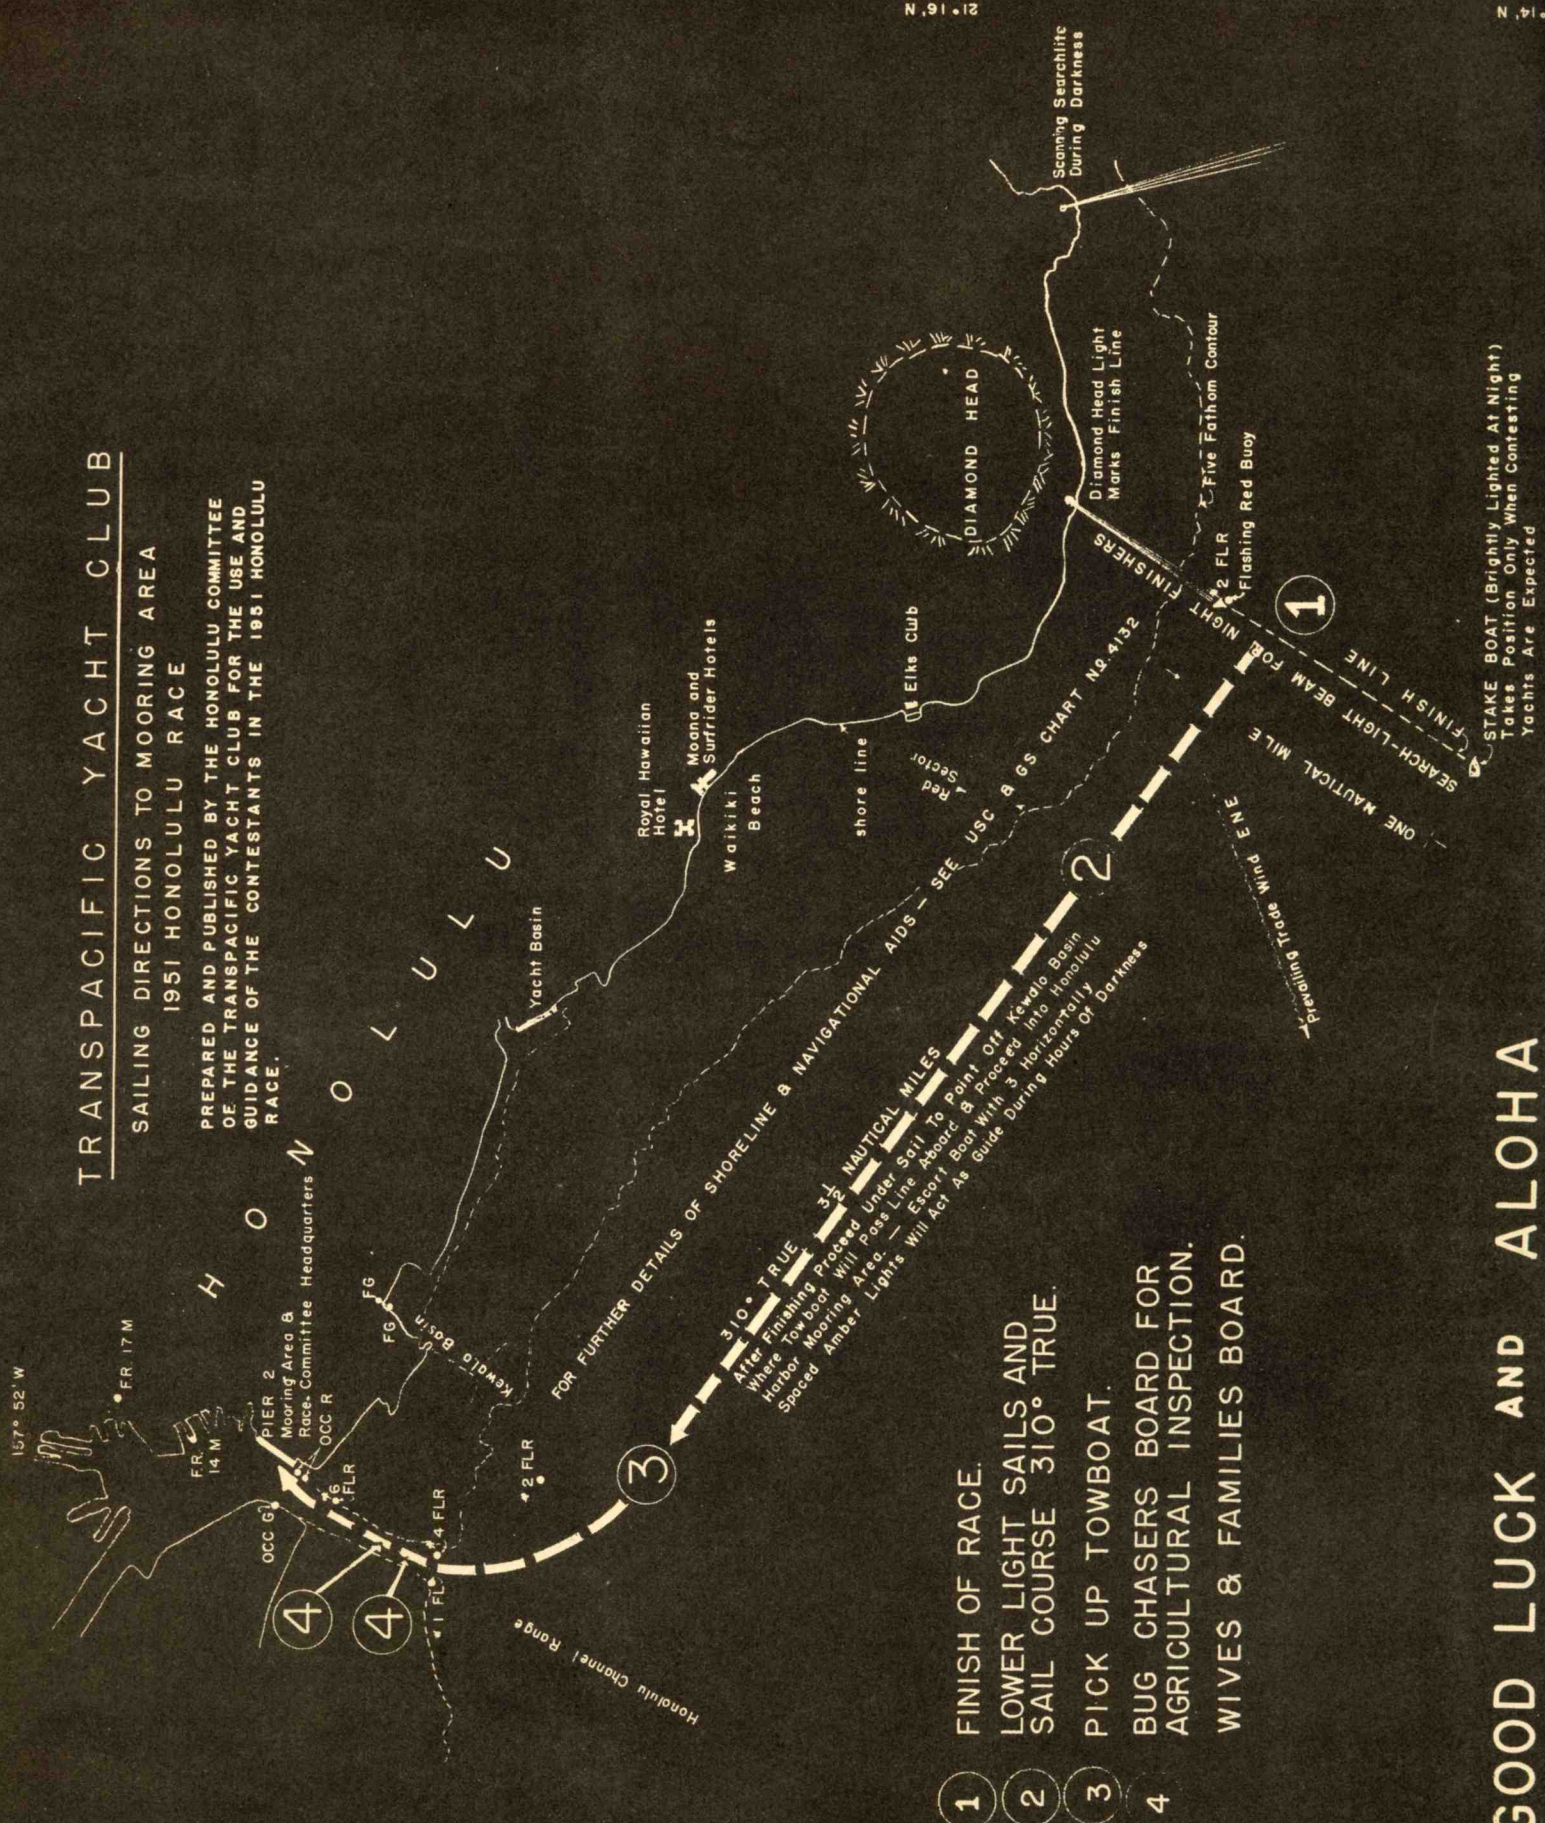 TRANSPACIFIC YACHT CLUB
SAILING DIRECTIONS TO MOORING AREA
1951 HONOLULU RACE
PREPARED AND PUBLISHED BY THE HONOLULU COMMITTEE
OF THE TRANSPACIFIC YACHT CLUB FOR THE USE AND
GUIDANCE OF THE CONTESTANTS IN THE 1951 HONOLULU
RACE.
157° 52' W
F.R. 17 M
F.R.
14 M
PIER 2
Mooring Area &
Race Committee Headquarters
OCC R
OCC G
6
FLR
4 FLR
1 FL
2 FLR
4
4
3
Honolulu Channel Range
HONOLULU
FG
FG
Kewalo Basin
Yacht Basin
Royal Hawaiian
Hotel
Moana and
Surfrider Hotels
Waikiki
Beach
shore line
Elks Club
Red
Sector
DIAMOND HEAD
Diamond Head Light
Marks Finish Line
Scanning Searchlite
During Darkness
21° 16' N
14' N
Five Fathom Contour
2 FLR
Flashing Red Buoy
1
SEARCH-LIGHT BEAM FOR NIGHT FINISHERS
FINISH LINE
ONE NAUTICAL MILE
STAKE BOAT (Brightly Lighted At Night)
Takes Position Only When Contesting
Yachts Are Expected
Prevailing Trade Wind ENE
FOR FURTHER DETAILS OF SHORELINE & NAVIGATIONAL AIDS — SEE USC & GS CHART NO. 4132
2
310° TRUE 3½ NAUTICAL MILES
After Finishing Proceed Under Sail To Point Off Kewalo Basin
Where Towboat Will Pass Line Aboard & Proceed Into Honolulu
Harbor Mooring Area. — Escort Boat With 3 Horizontally
Spaced Amber Lights Will Act As Guide During Hours Of Darkness
1 FINISH OF RACE.
2 LOWER LIGHT SAILS AND
SAIL COURSE 310° TRUE.
3 PICK UP TOWBOAT.
4 BUG CHASERS BOARD FOR
AGRICULTURAL INSPECTION.
WIVES & FAMILIES BOARD.
GOOD LUCK AND ALOHA